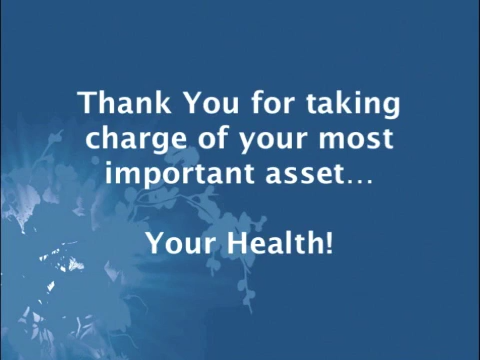 Thank You for taking
charge of your most
important asset...
Your Health!